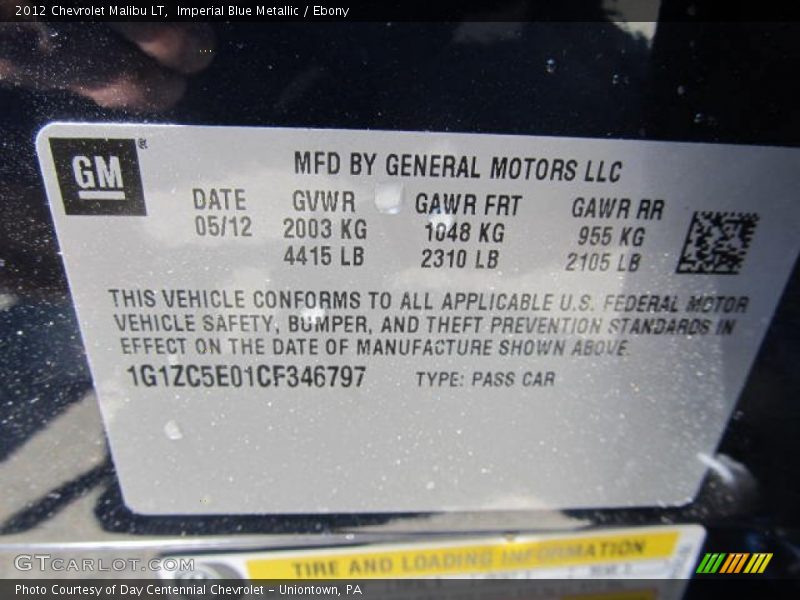 2012 Chevrolet Malibu LT,  Imperial Blue Metallic / Ebony
GM®
MFD BY GENERAL MOTORS LLC
DATE GVWR GAWR FRT GAWR RR
05/12 2003 KG 1048 KG 955 KG
4415 LB 2310 LB 2105 LB
THIS VEHICLE CONFORMS TO ALL APPLICABLE U.S. FEDERAL MOTOR
VEHICLE SAFETY, BUMPER, AND THEFT PREVENTION STANDARDS IN
EFFECT ON THE DATE OF MANUFACTURE SHOWN ABOVE.
1G1ZC5E01CF346797 TYPE: PASS CAR
TIRE AND LOADING INFORMATION
GTCARLOT.COM
Photo Courtesy of Day Centennial Chevrolet - Uniontown, PA